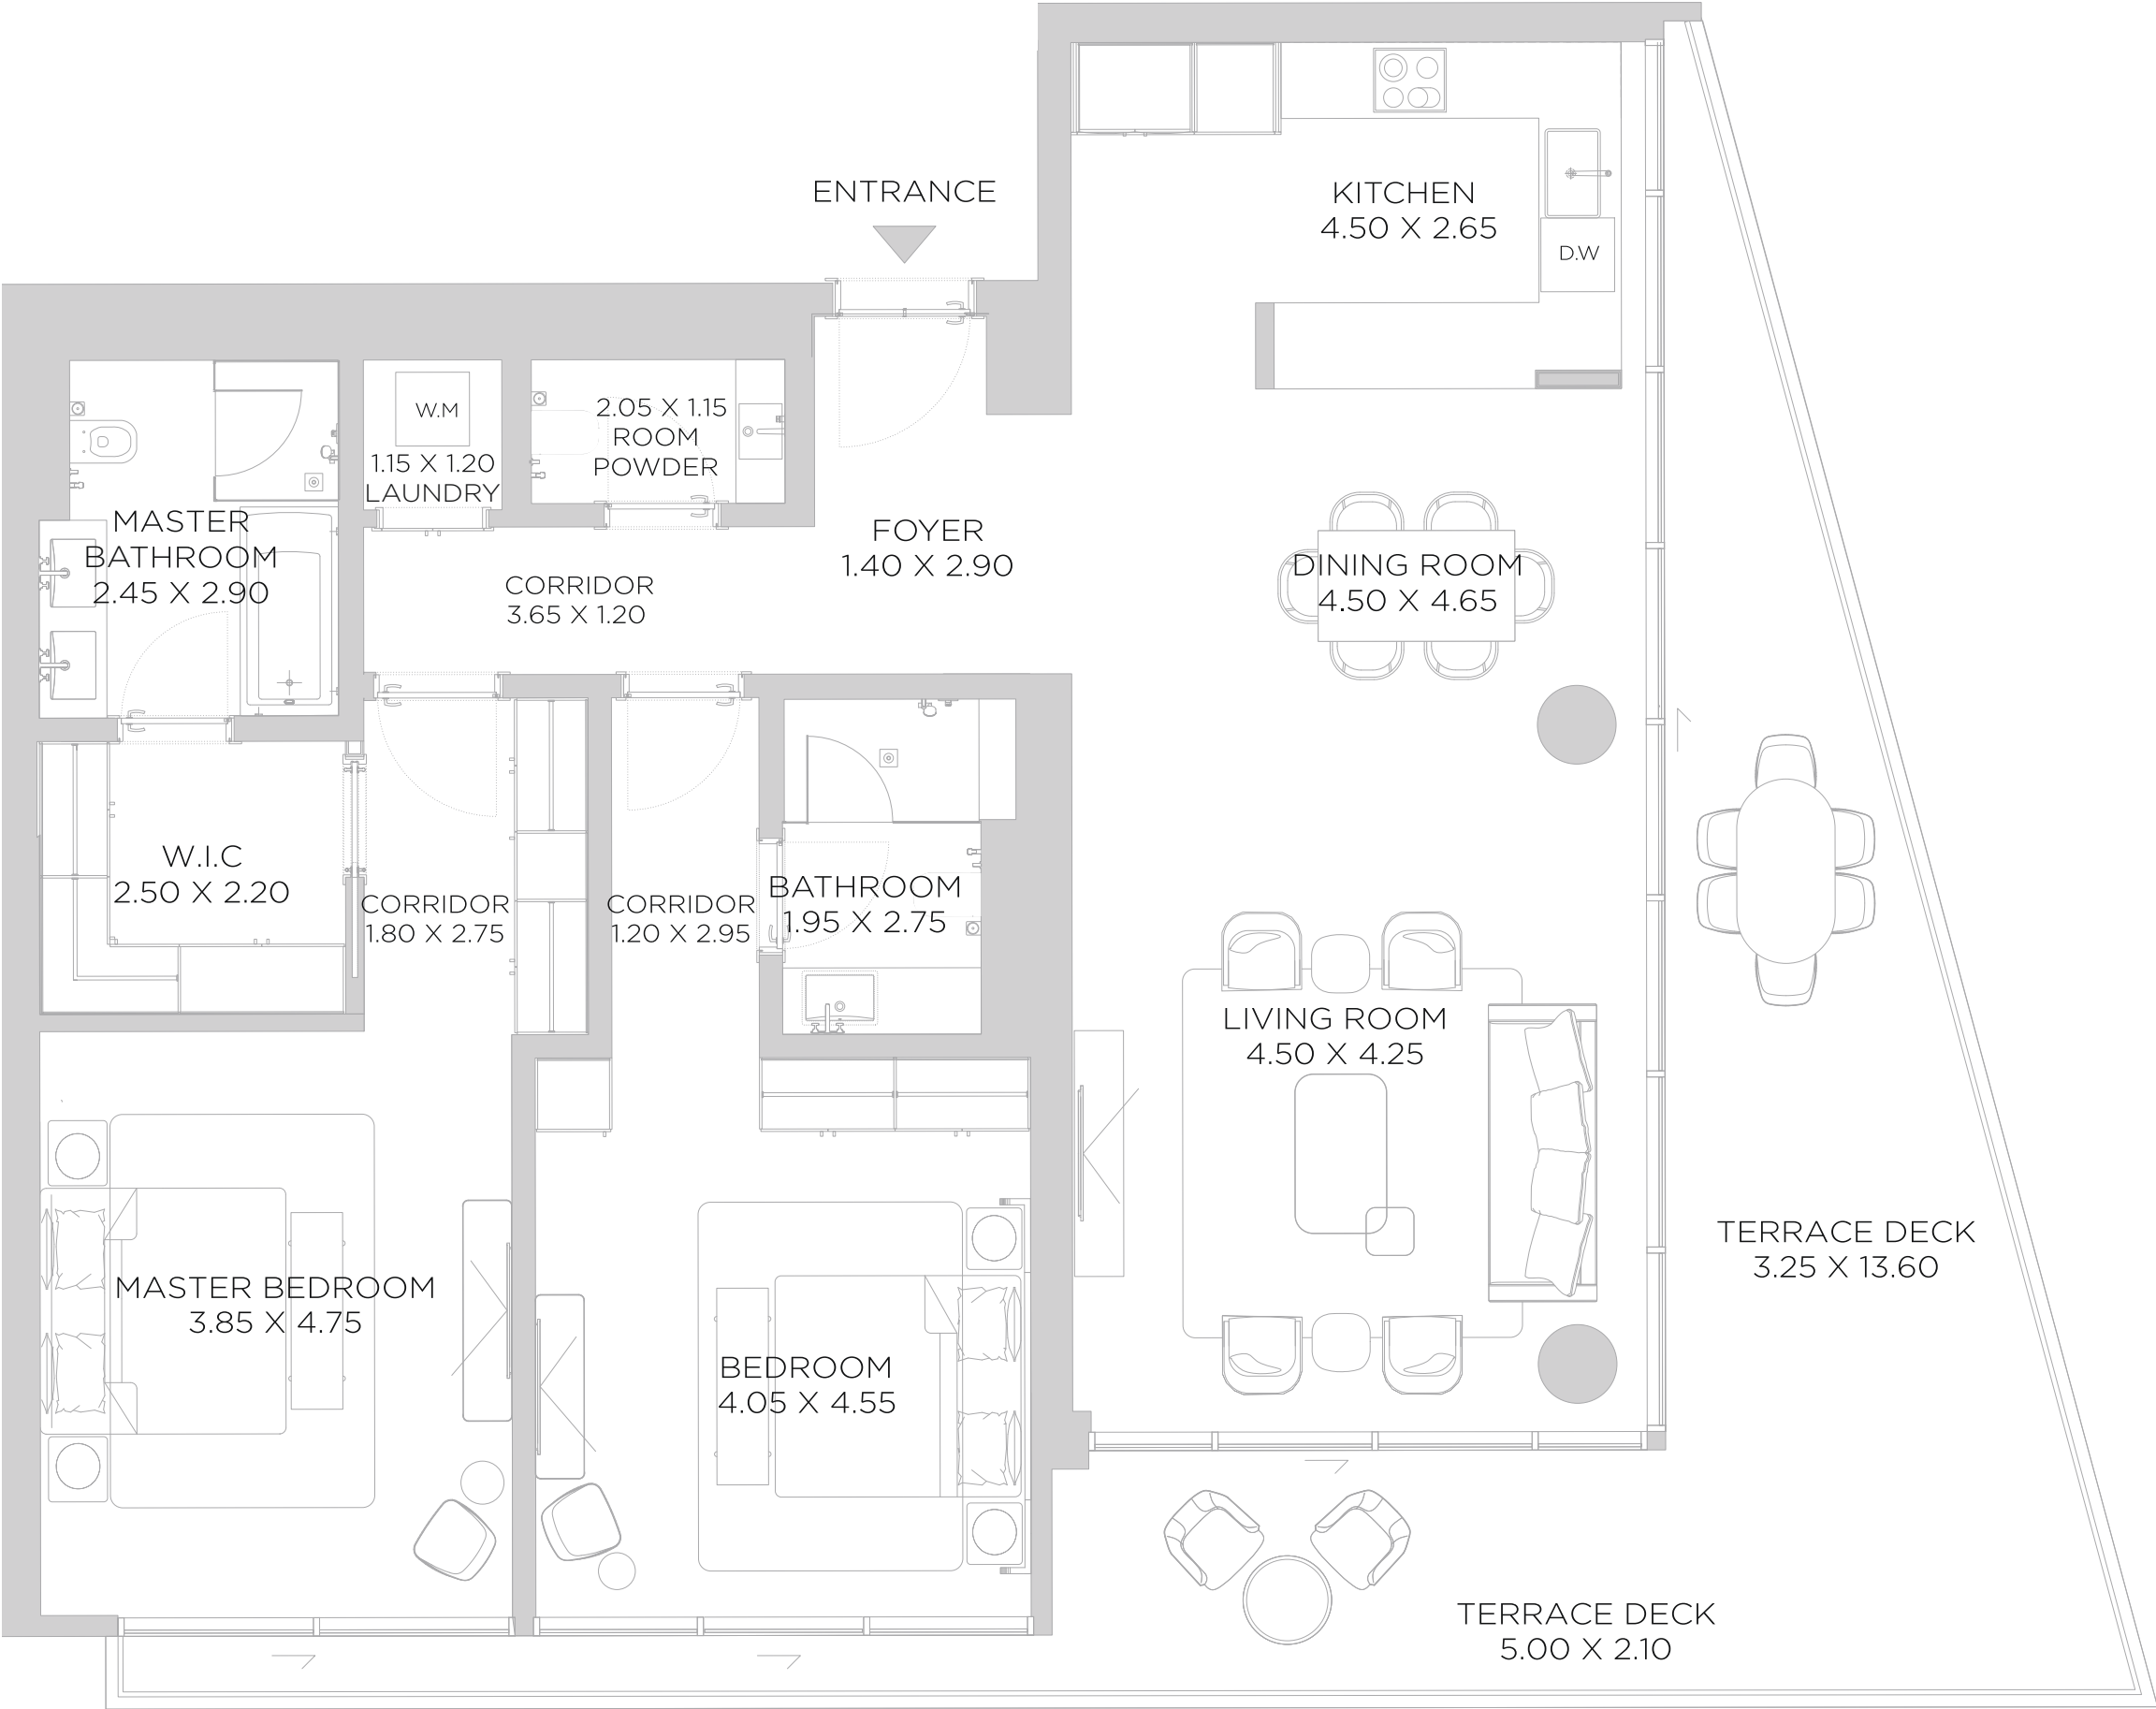 ENTRANCE
KITCHEN
4.50 X 2.65
D.W
W.M
1.15 X 1.20
LAUNDRY
2.05 X 1.15
ROOM
POWDER
MASTER
BATHROOM
2.45 X 2.90
FOYER
1.40 X 2.90
DINING ROOM
4.50 X 4.65
CORRIDOR
3.65 X 1.20
W.I.C
2.50 X 2.20
CORRIDOR
1.80 X 2.75
CORRIDOR
1.20 X 2.95
BATHROOM
1.95 X 2.75
LIVING ROOM
4.50 X 4.25
TERRACE DECK
3.25 X 13.60
MASTER BEDROOM
3.85 X 4.75
BEDROOM
4.05 X 4.55
TERRACE DECK
5.00 X 2.10